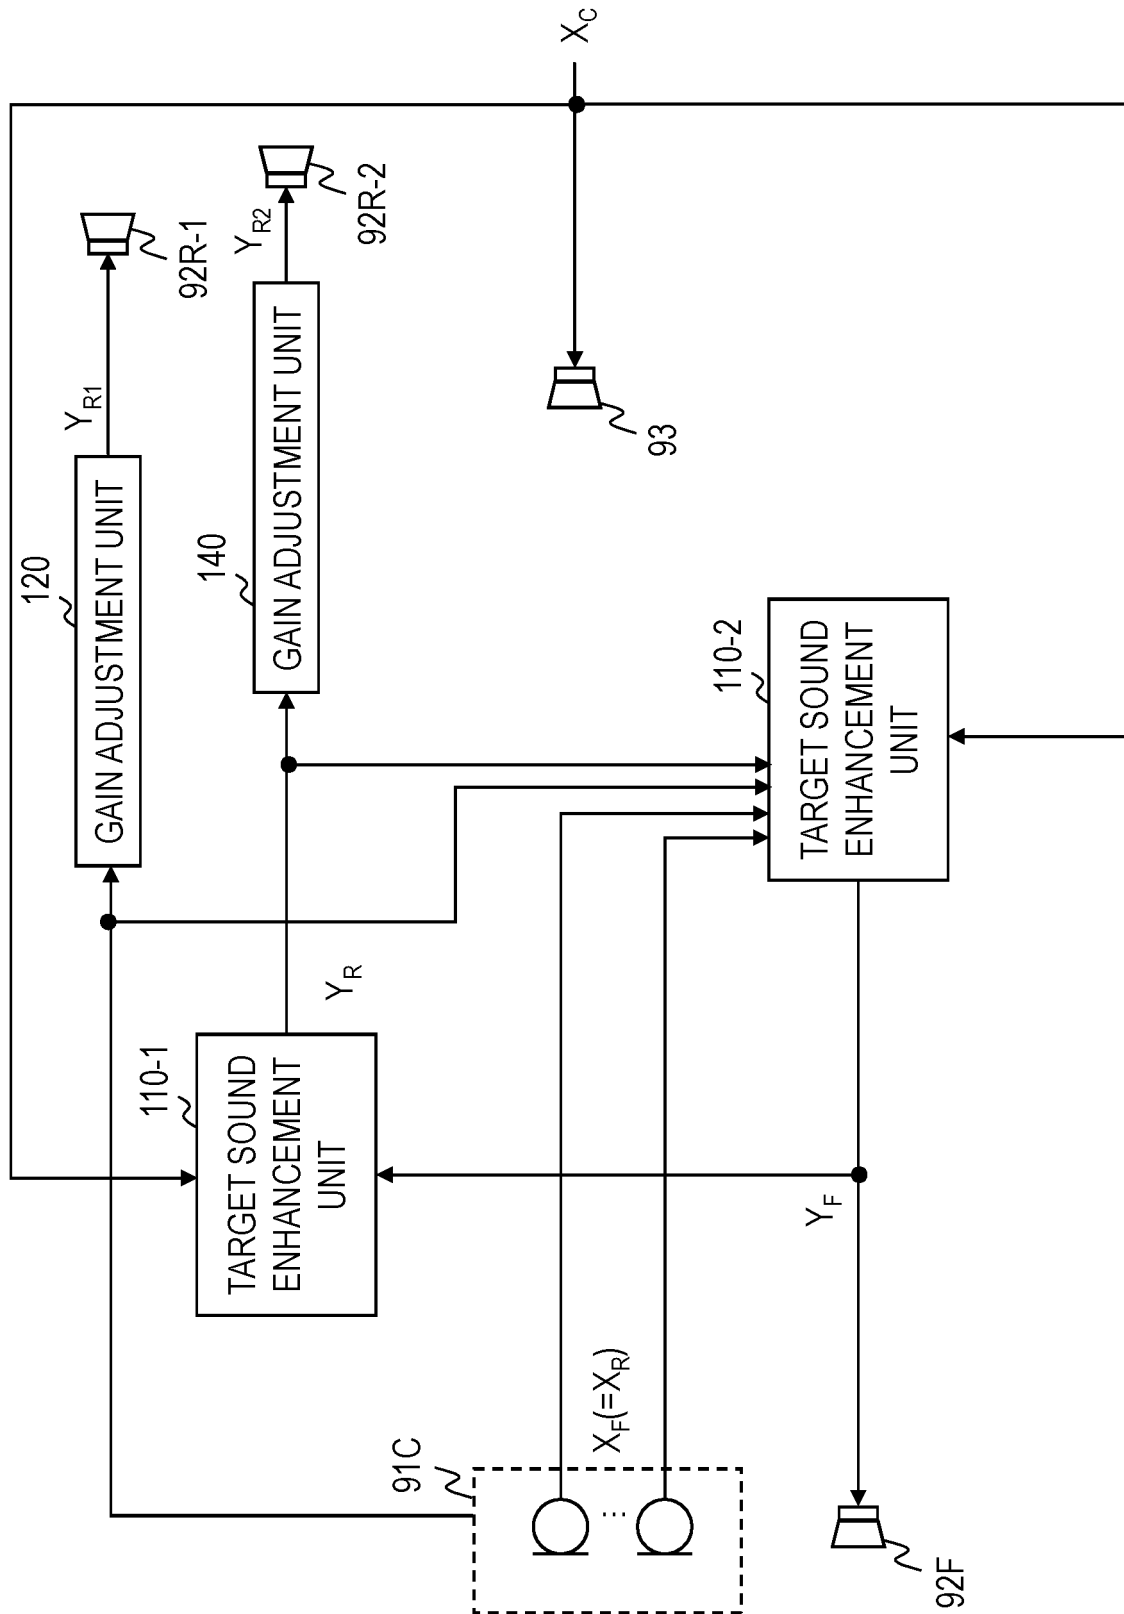 91C
X_F(=X_R)
92F
110-1
TARGET SOUND
ENHANCEMENT
UNIT
Y_R
Y_F
120
GAIN ADJUSTMENT UNIT
Y_R1
92R-1
140
GAIN ADJUSTMENT UNIT
Y_R2
92R-2
110-2
TARGET SOUND
ENHANCEMENT
UNIT
93
X_C
...